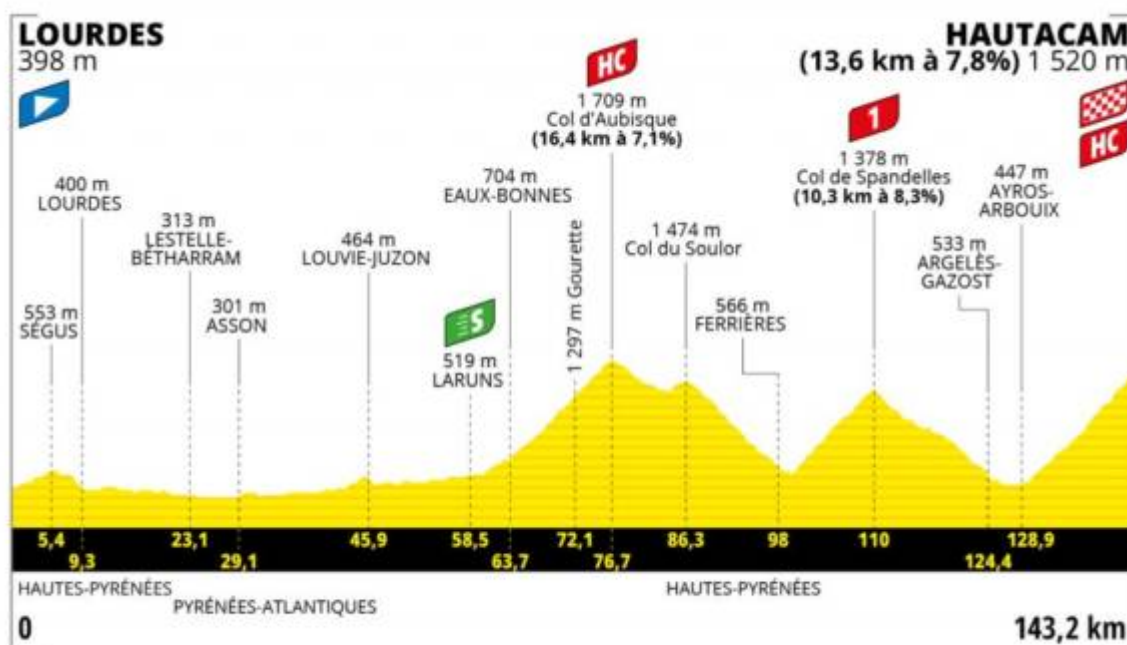 LOURDES
398 m
HAUTACAM
(13,6 km à 7,8%) 1 520 m
HC
1 709 m
Col d'Aubisque
(16,4 km à 7,1%)
1
1 378 m
Col de Spandelles
(10,3 km à 8,3%)
HC
400 m
LOURDES
313 m
LESTELLE-
BÉTHARRAM
464 m
LOUVIE-JUZON
704 m
EAUX-BONNES
1 474 m
Col du Soulor
447 m
AYROS-
ARBOUIX
533 m
ARGELÈS-
GAZOST
553 m
SÉGUS
301 m
ASSON
S
519 m
LARUNS
1 297 m Gourette
566 m
FERRIÈRES
5,4 23,1 45,9 58,5 72,1 86,3 98 110 128,9
9,3 29,1 63,7 76,7 124,4
HAUTES-PYRÉNÉES HAUTES-PYRÉNÉES
PYRÉNÉES-ATLANTIQUES
0 143,2 km